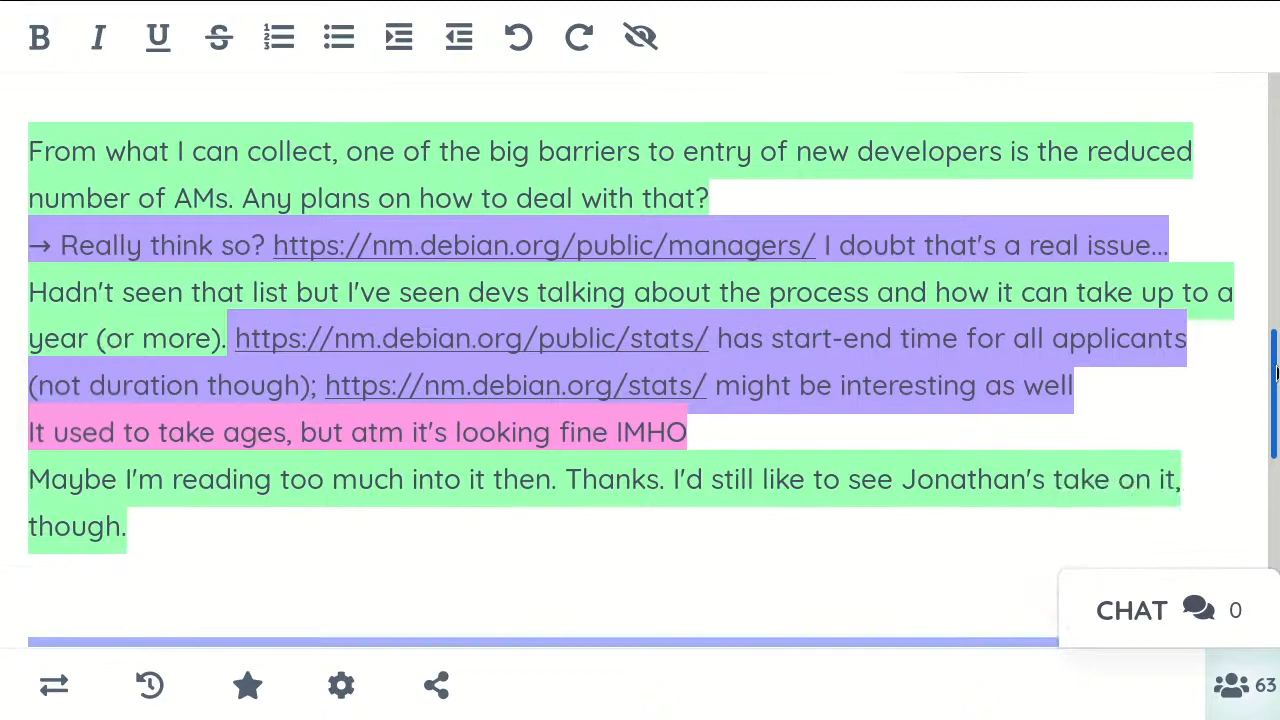 B I U S
From what I can collect, one of the big barriers to entry of new developers is the reduced
number of AMs. Any plans on how to deal with that?
→ Really think so? https://nm.debian.org/public/managers/ I doubt that's a real issue...
Hadn't seen that list but I've seen devs talking about the process and how it can take up to a
year (or more). https://nm.debian.org/public/stats/ has start-end time for all applicants
(not duration though); https://nm.debian.org/stats/ might be interesting as well
It used to take ages, but atm it's looking fine IMHO
Maybe I'm reading too much into it then. Thanks. I'd still like to see Jonathan's take on it,
though.
CHAT 0
63